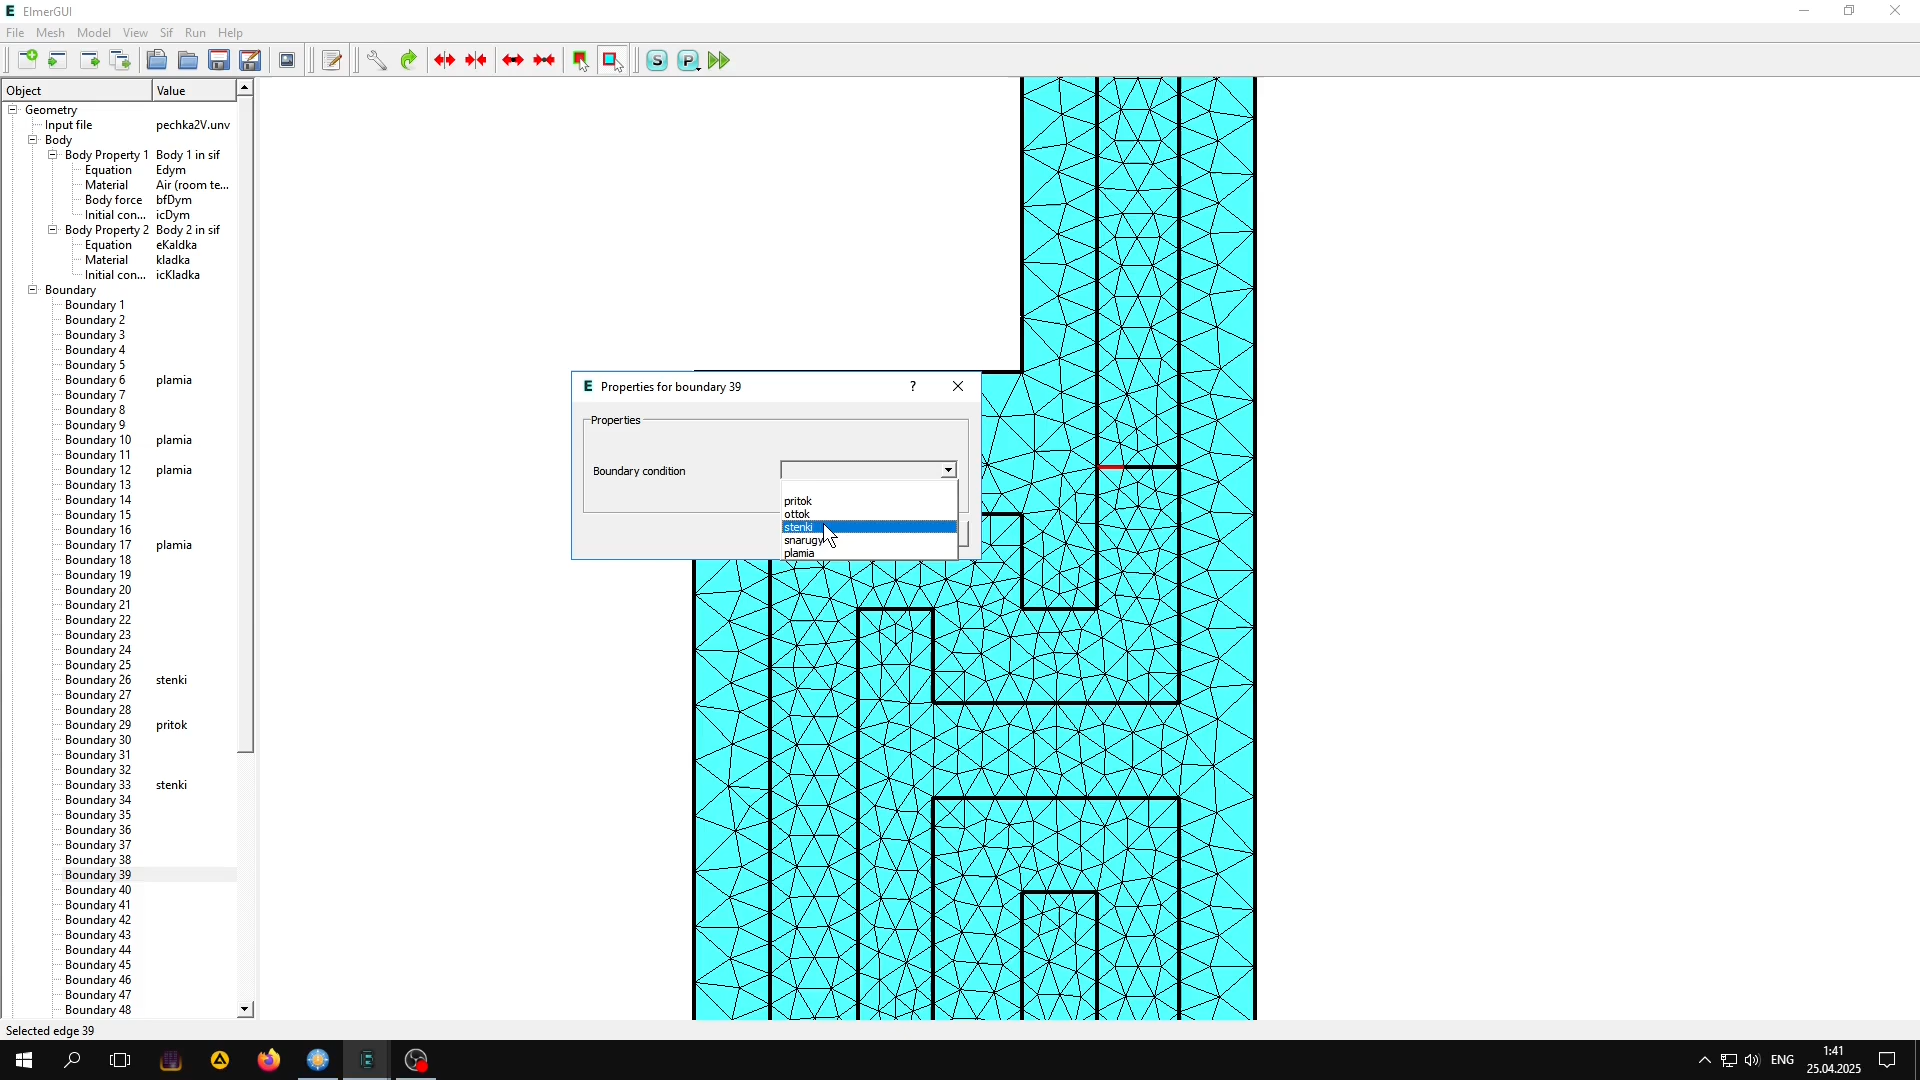 ElmerGUI
File Mesh Model View Sif Run Help
S P
Object Value
Geometry
Input file pechka2V.unv
Body
Body Property 1 Body 1 in sif
Equation Edym
Material Air (room te...
Body force bfDym
Initial con... icDym
Body Property 2 Body 2 in sif
Equation eKaldka
Material kladka
Initial con... icKladka
Boundary
Boundary 1
Boundary 2
Boundary 3
Boundary 4
Boundary 5
Boundary 6 plamia
Boundary 7
Boundary 8
Boundary 9
Boundary 10 plamia
Boundary 11
Boundary 12 plamia
Boundary 13
Boundary 14
Boundary 15
Boundary 16
Boundary 17 plamia
Boundary 18
Boundary 19
Boundary 20
Boundary 21
Boundary 22
Boundary 23
Boundary 24
Boundary 25
Boundary 26 stenki
Boundary 27
Boundary 28
Boundary 29 pritok
Boundary 30
Boundary 31
Boundary 32
Boundary 33 stenki
Boundary 34
Boundary 35
Boundary 36
Boundary 37
Boundary 38
Boundary 39
Boundary 40
Boundary 41
Boundary 42
Boundary 43
Boundary 44
Boundary 45
Boundary 46
Boundary 47
Boundary 48
Properties for boundary 39
?
Properties
Boundary condition
pritok
ottok
stenki
snarugy
plamia
Selected edge 39
ENG
1:41
25.04.2025